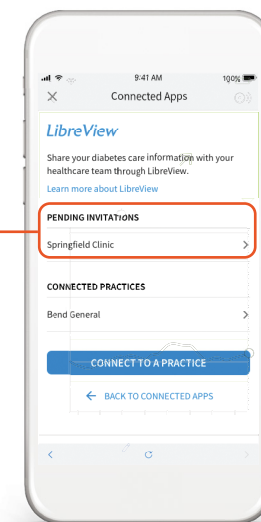 9:41 AM
100%
Connected Apps
LibreView
Share your diabetes care information with your
healthcare team through LibreView.
Learn more about LibreView
PENDING INVITATIONS
Springfield Clinic
CONNECTED PRACTICES
Bend General
CONNECT TO A PRACTICE
BACK TO CONNECTED APPS